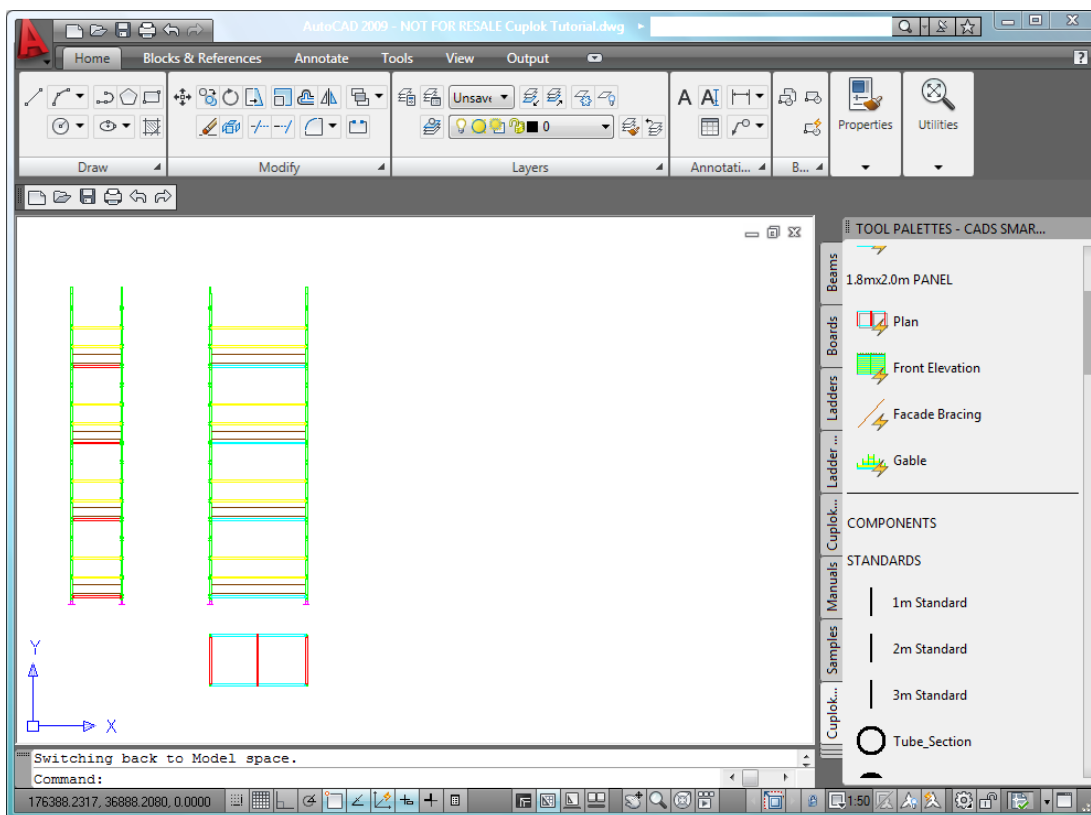 AutoCAD 2009 - NOT FOR RESALE Cuplok Tutorial.dwg
Home Blocks & References Annotate Tools View Output
Unsave 0
Properties Utilities
Draw Modify Layers Annotati... B...
TOOL PALETTES - CADS SMAR...
Beams
Boards
Ladders
Ladder ...
Cuplok...
Manuals
Samples
Cuplok...
1.8mx2.0m PANEL
Plan
Front Elevation
Facade Bracing
Gable
COMPONENTS
STANDARDS
1m Standard
2m Standard
3m Standard
Tube_Section
Y
X
Switching back to Model space.
Command:
176388.2317, 36888.2080, 0.0000 1:50